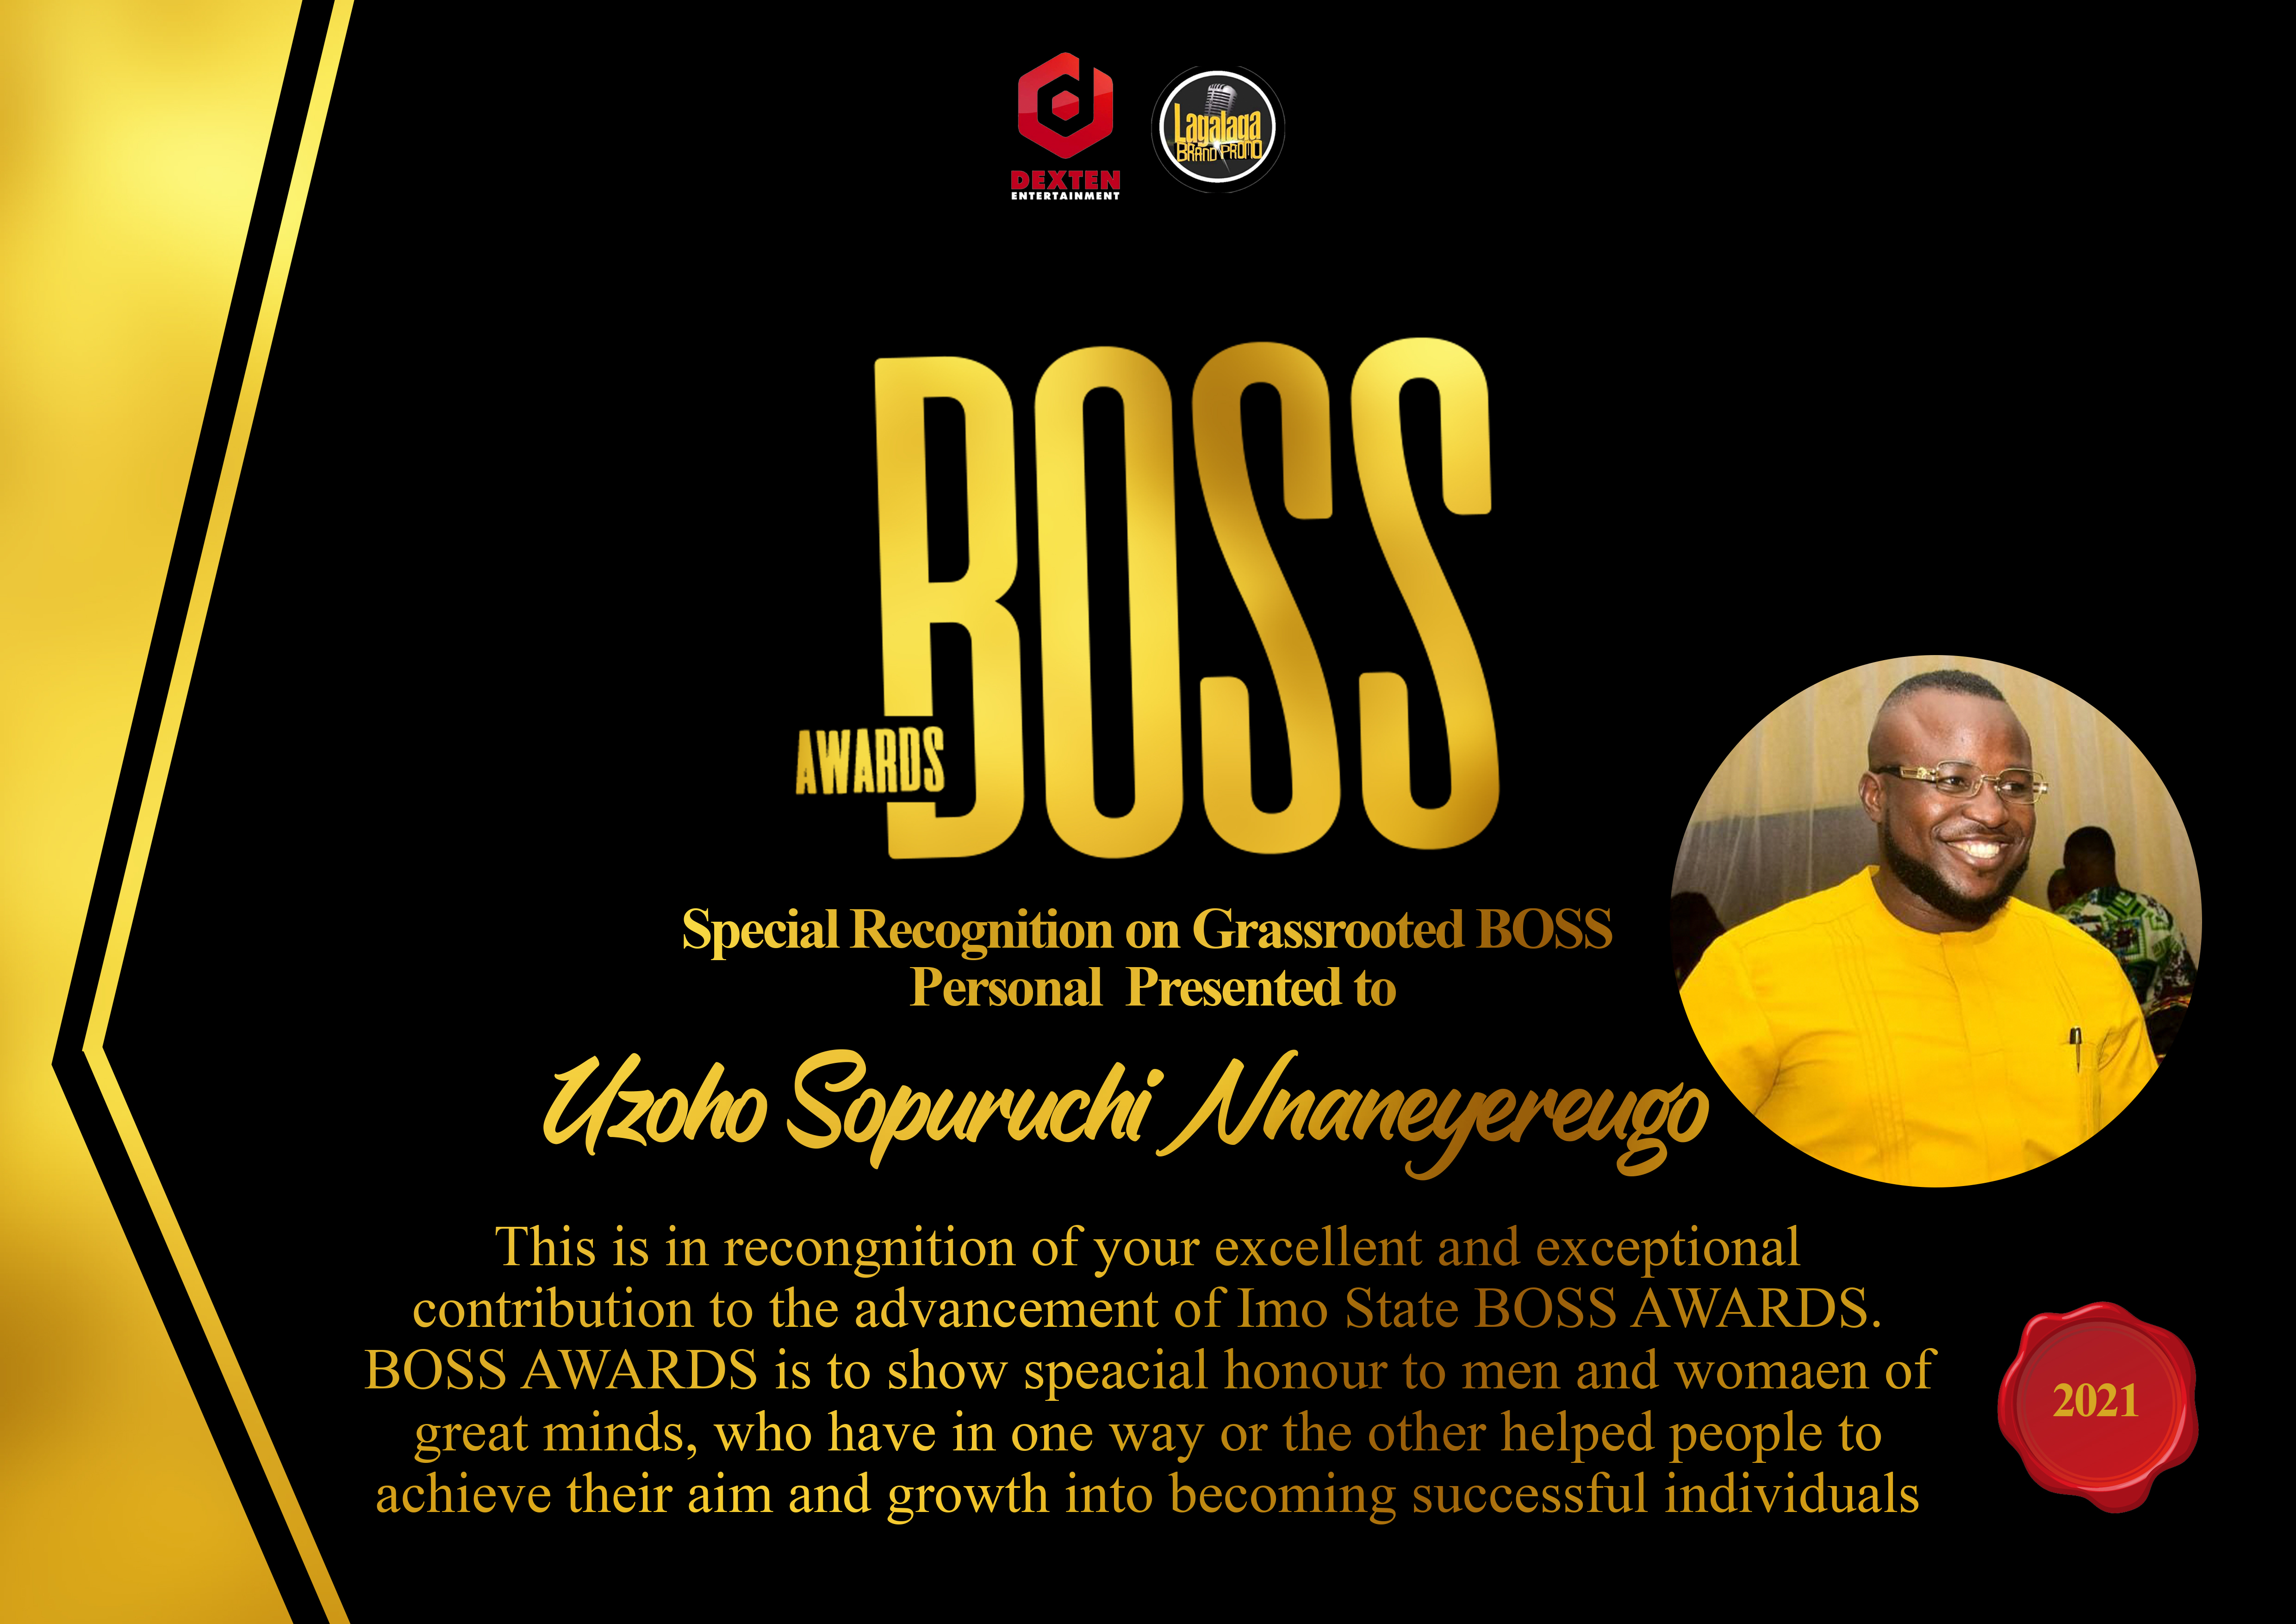 DEXTEN
ENTERTAINMENT
Lagalaga
BRAND PROMO
BOSS
AWARDS
Special Recognition on Grassrooted BOSS
Personal Presented to
Uzoho Sopuruchi Nnaneyereugo
This is in recongnition of your excellent and exceptional
contribution to the advancement of Imo State BOSS AWARDS.
BOSS AWARDS is to show speacial honour to men and womaen of
great minds, who have in one way or the other helped people to
achieve their aim and growth into becoming successful individuals
2021